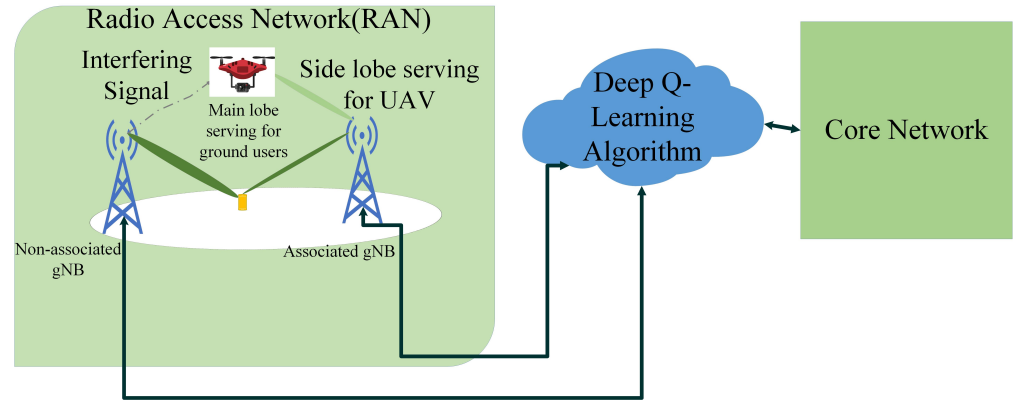 Radio Access Network(RAN)
Interfering
Signal
Side lobe serving
for UAV
Main lobe
serving for
ground users
Non-associated
gNB
Associated gNB
Deep Q-
Learning
Algorithm
Core Network